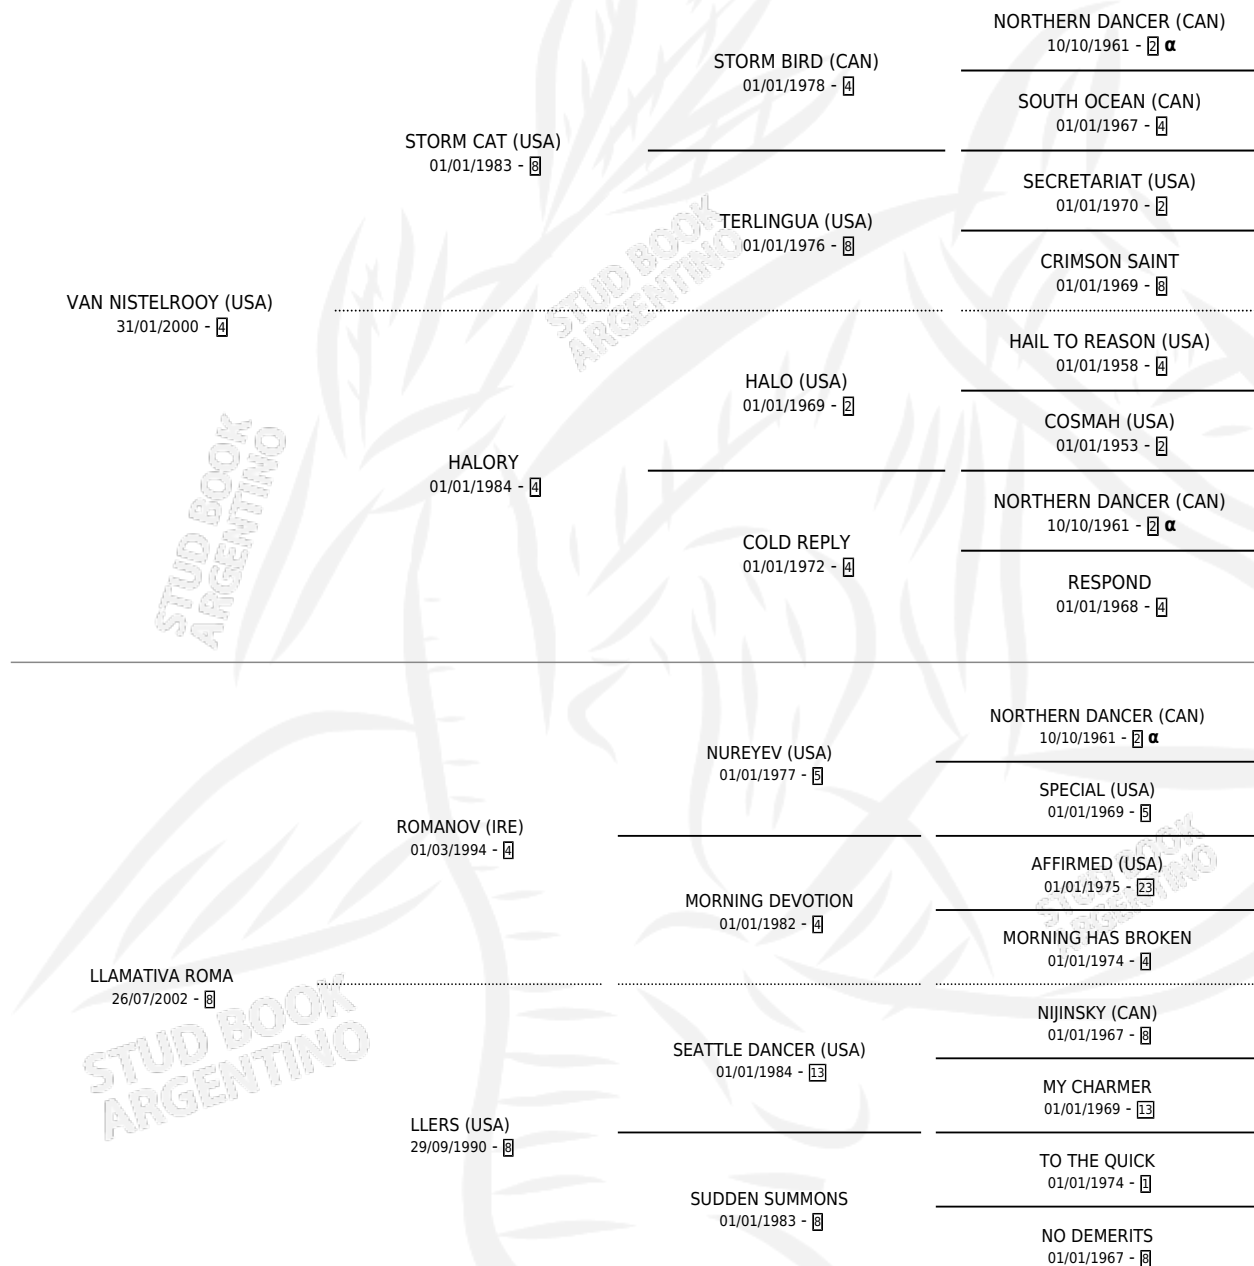 NORTHERN DANCER (CAN)
10/10/1961 - 2 α
STORM BIRD (CAN)
01/01/1978 - 4
SOUTH OCEAN (CAN)
01/01/1967 - 4
STORM CAT (USA)
01/01/1983 - 8
SECRETARIAT (USA)
01/01/1970 - 2
TERLINGUA (USA)
01/01/1976 - 8
CRIMSON SAINT
01/01/1969 - 8
VAN NISTELROOY (USA)
31/01/2000 - 4
HAIL TO REASON (USA)
01/01/1958 - 4
HALO (USA)
01/01/1969 - 2
COSMAH (USA)
01/01/1953 - 2
HALORY
01/01/1984 - 4
NORTHERN DANCER (CAN)
10/10/1961 - 2 α
COLD REPLY
01/01/1972 - 4
RESPOND
01/01/1968 - 4
STUD BOOK
ARGENTINO
STUD BOOK
ARGENTINO
NORTHERN DANCER (CAN)
10/10/1961 - 2 α
NUREYEV (USA)
01/01/1977 - 5
SPECIAL (USA)
01/01/1969 - 5
ROMANOV (IRE)
01/03/1994 - 4
AFFIRMED (USA)
01/01/1975 - 23
MORNING DEVOTION
01/01/1982 - 4
MORNING HAS BROKEN
01/01/1974 - 4
LLAMATIVA ROMA
26/07/2002 - 8
NIJINSKY (CAN)
01/01/1967 - 8
SEATTLE DANCER (USA)
01/01/1984 - 13
MY CHARMER
01/01/1969 - 13
LLERS (USA)
29/09/1990 - 8
TO THE QUICK
01/01/1974 - 1
SUDDEN SUMMONS
01/01/1983 - 8
NO DEMERITS
01/01/1967 - 8
STUD BOOK
ARGENTINO
STUD BOOK
ARGENTINO